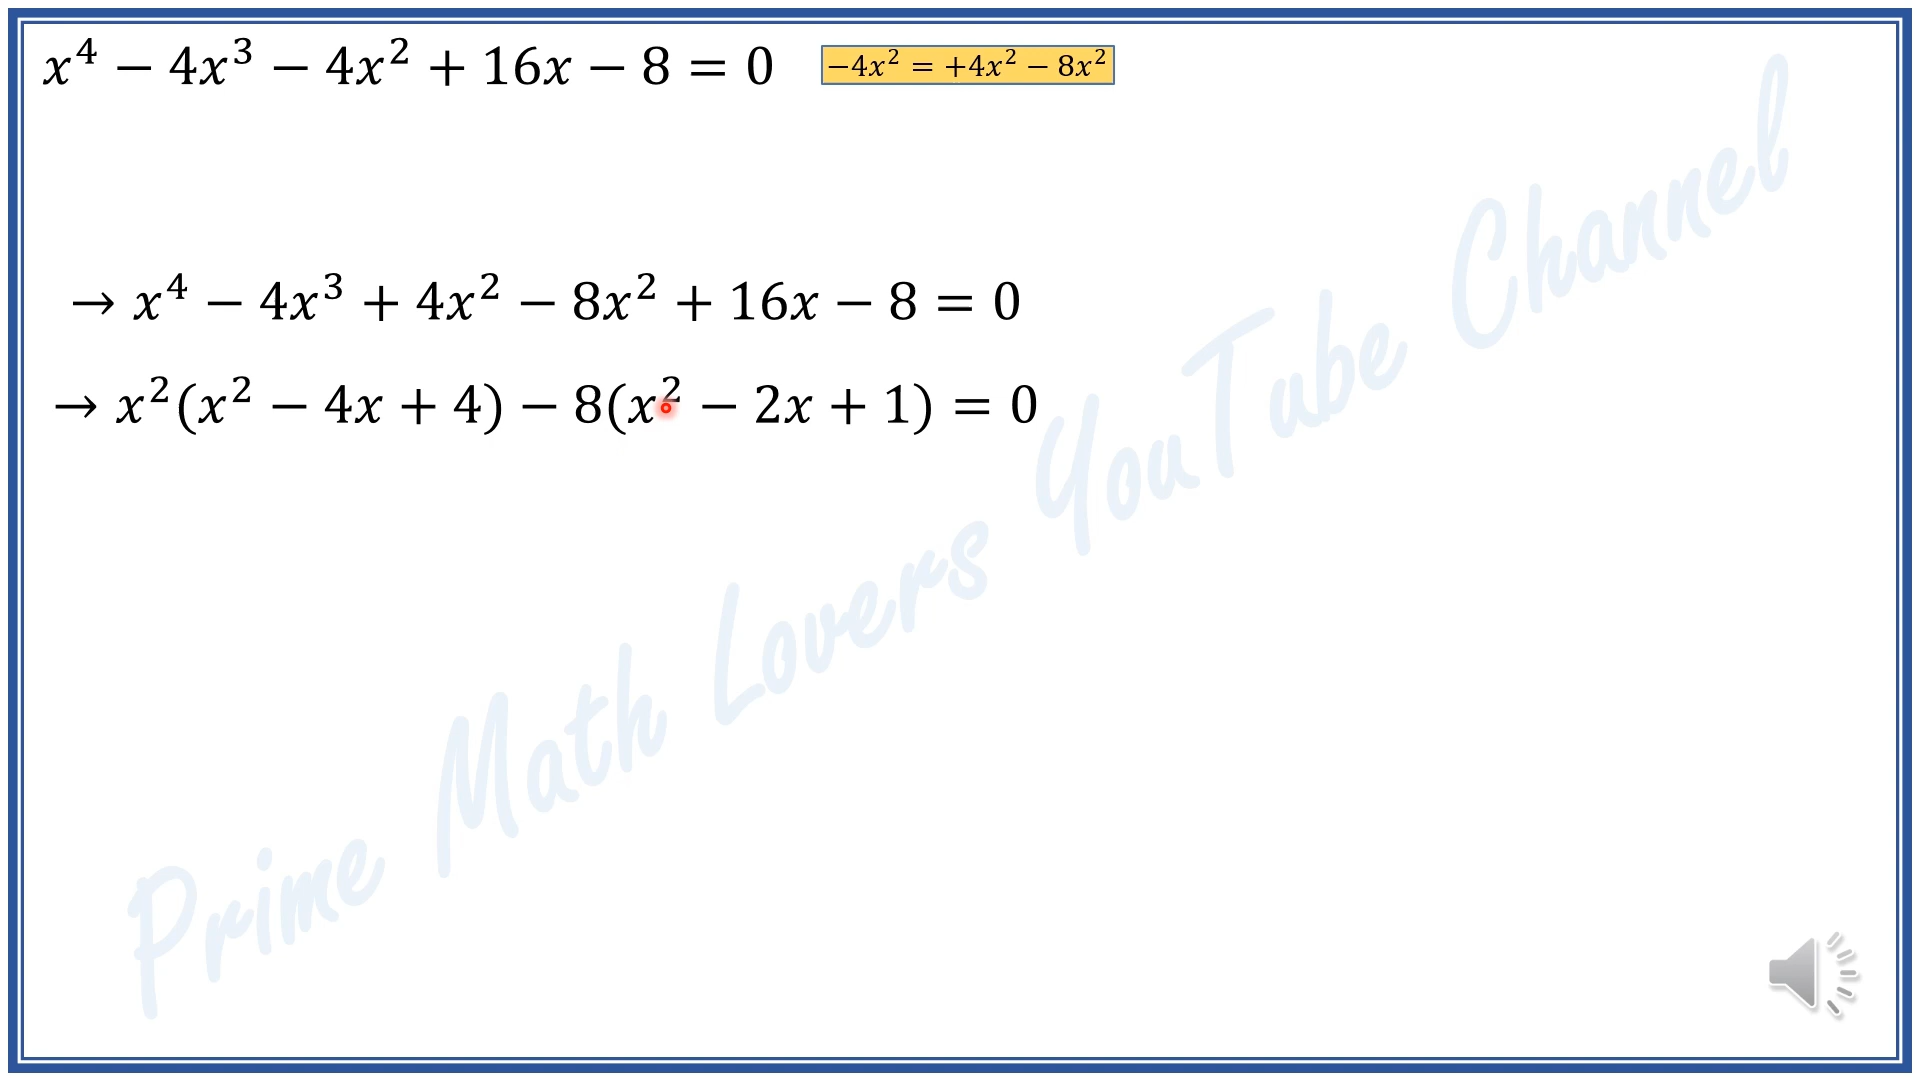 x⁴ − 4x³ − 4x² + 16x − 8 = 0
−4x² = +4x² − 8x²
→ x⁴ − 4x³ + 4x² − 8x² + 16x − 8 = 0
→ x²(x² − 4x + 4) − 8(x² − 2x + 1) = 0
Prime Math Lovers YouTube Channel